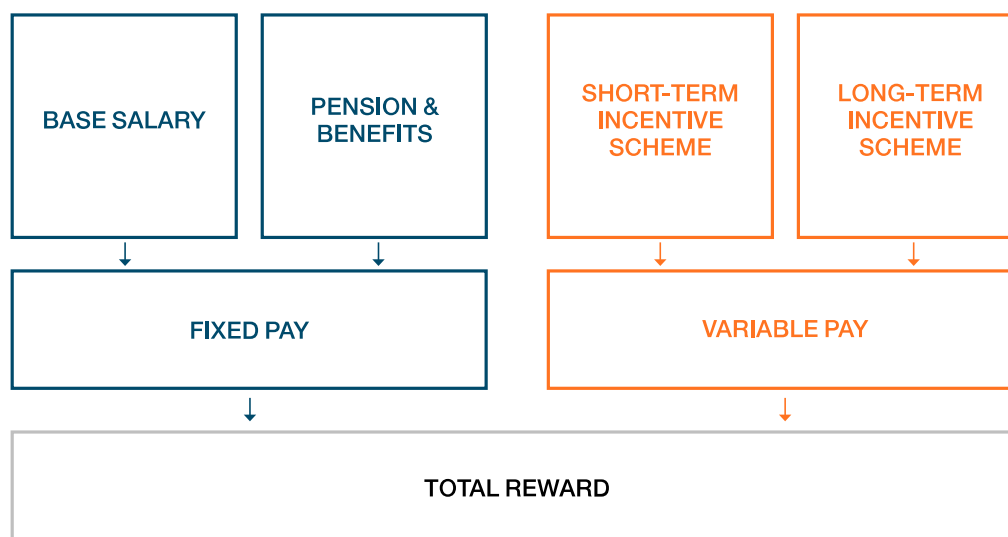 BASE SALARY
PENSION &
BENEFITS
SHORT-TERM
INCENTIVE
SCHEME
LONG-TERM
INCENTIVE
SCHEME
FIXED PAY
VARIABLE PAY
TOTAL REWARD